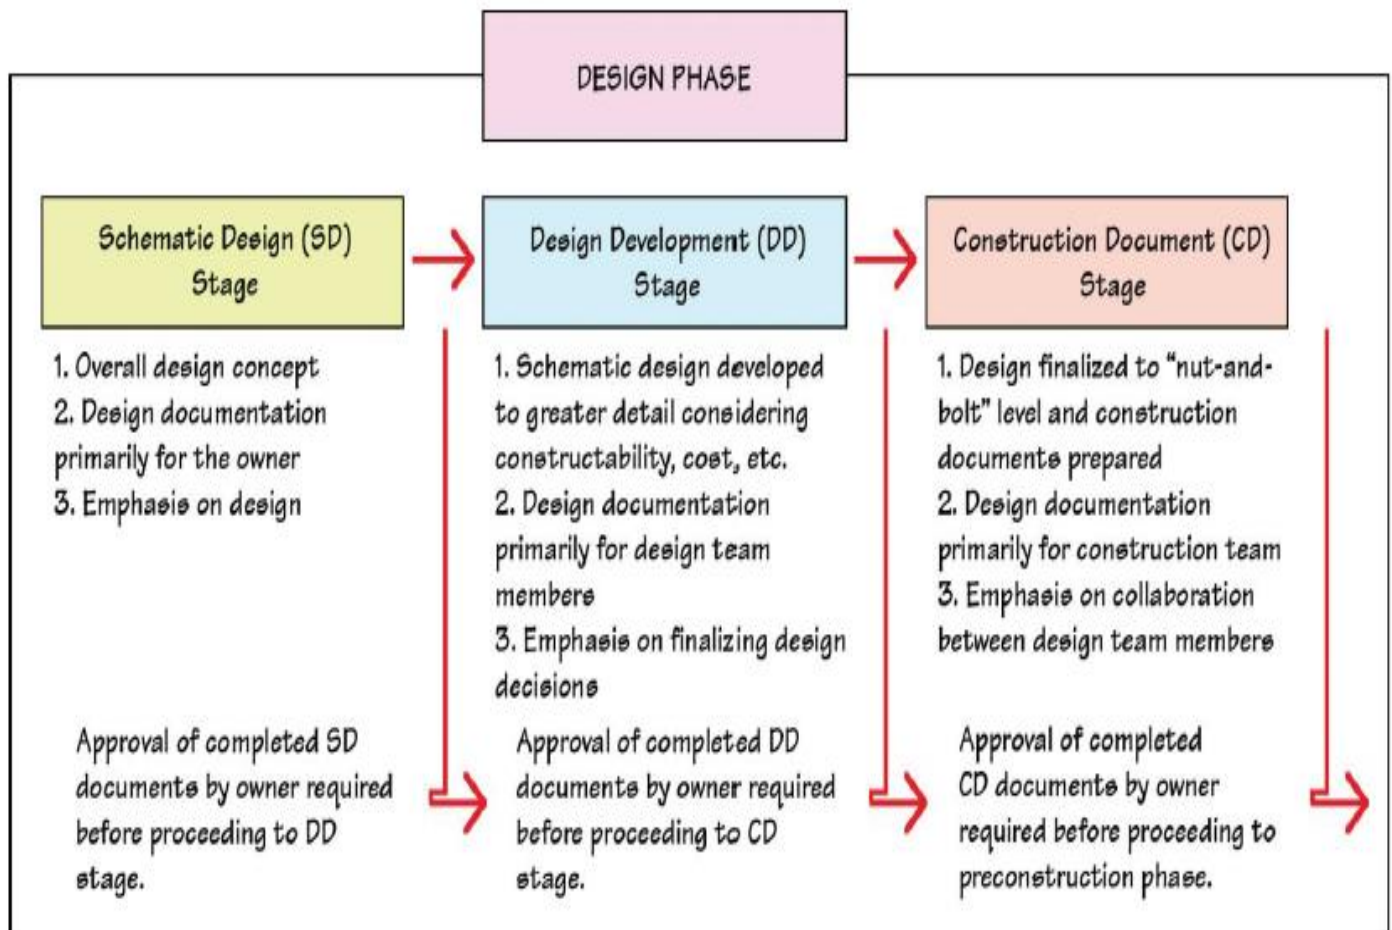 DESIGN PHASE
Schematic Design (SD)
Stage
1. Overall design concept
2. Design documentation
primarily for the owner
3. Emphasis on design
Approval of completed SD
documents by owner required
before proceeding to DD
stage.
Design Development (DD)
Stage
1. Schematic design developed
to greater detail considering
constructability, cost, etc.
2. Design documentation
primarily for design team
members
3. Emphasis on finalizing design
decisions
Approval of completed DD
documents by owner required
before proceeding to CD
stage.
Construction Document (CD)
Stage
1. Design finalized to “nut-and-
bolt” level and construction
documents prepared
2. Design documentation
primarily for construction team
3. Emphasis on collaboration
between design team members
Approval of completed
CD documents by owner
required before proceeding to
preconstruction phase.